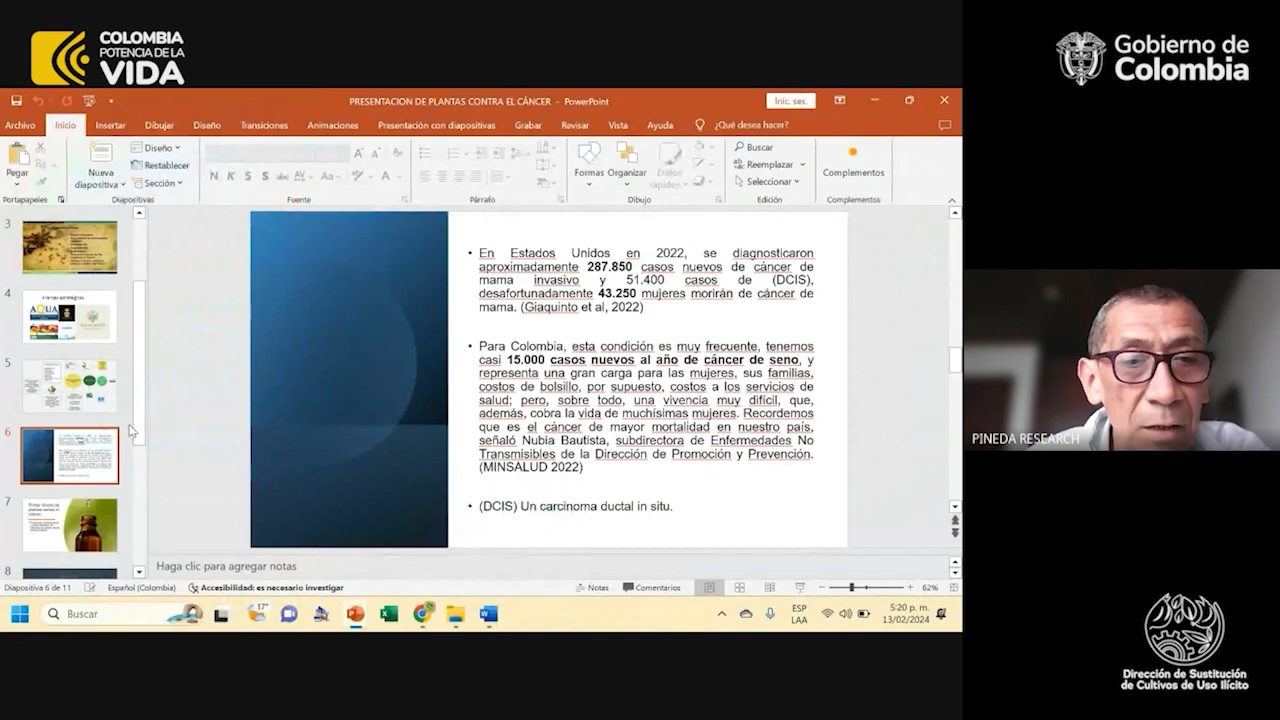 COLOMBIA
POTENCIA DE LA
VIDA
Gobierno de
Colombia
PRESENTACION DE PLANTAS CONTRA EL CÁNCER - PowerPoint
Inic. ses.
Archivo Inicio Insertar Dibujar Diseño Transiciones Animaciones Presentación con diapositivas Grabar Revisar Vista Ayuda ¿Qué desea hacer?
Pegar
Nueva
diapositiva
Diseño
Restablecer
Sección
N K S S abc AV Aa A
Formas Organizar
Buscar
Reemplazar
Seleccionar
Complementos
Portapapeles Diapositivas Fuente Párrafo Dibujo Edición Complementos
3
4
5
6
7
8
• En Estados Unidos en 2022, se diagnosticaron
aproximadamente 287.850 casos nuevos de cáncer de
mama invasivo y 51.400 casos de (DCIS),
desafortunadamente 43.250 mujeres morirán de cáncer de
mama. (Giaquinto et al, 2022)
• Para Colombia, esta condición es muy frecuente, tenemos
casi 15.000 casos nuevos al año de cáncer de seno, y
representa una gran carga para las mujeres, sus familias,
costos de bolsillo, por supuesto, costos a los servicios de
salud; pero, sobre todo, una vivencia muy difícil, que,
además, cobra la vida de muchísimas mujeres. Recordemos
que es el cáncer de mayor mortalidad en nuestro país,
señaló Nubia Bautista, subdirectora de Enfermedades No
Transmisibles de la Dirección de Promoción y Prevención.
(MINSALUD 2022)
• (DCIS) Un carcinoma ductal in situ.
PINEDA RESEARCH
Haga clic para agregar notas
Diapositiva 6 de 11 Español (Colombia) Accesibilidad: es necesario investigar Notas Comentarios 62%
Buscar
17°
ESP
LAA
5:20 p. m.
13/02/2024
Dirección de Sustitución
de Cultivos de Uso Ilícito